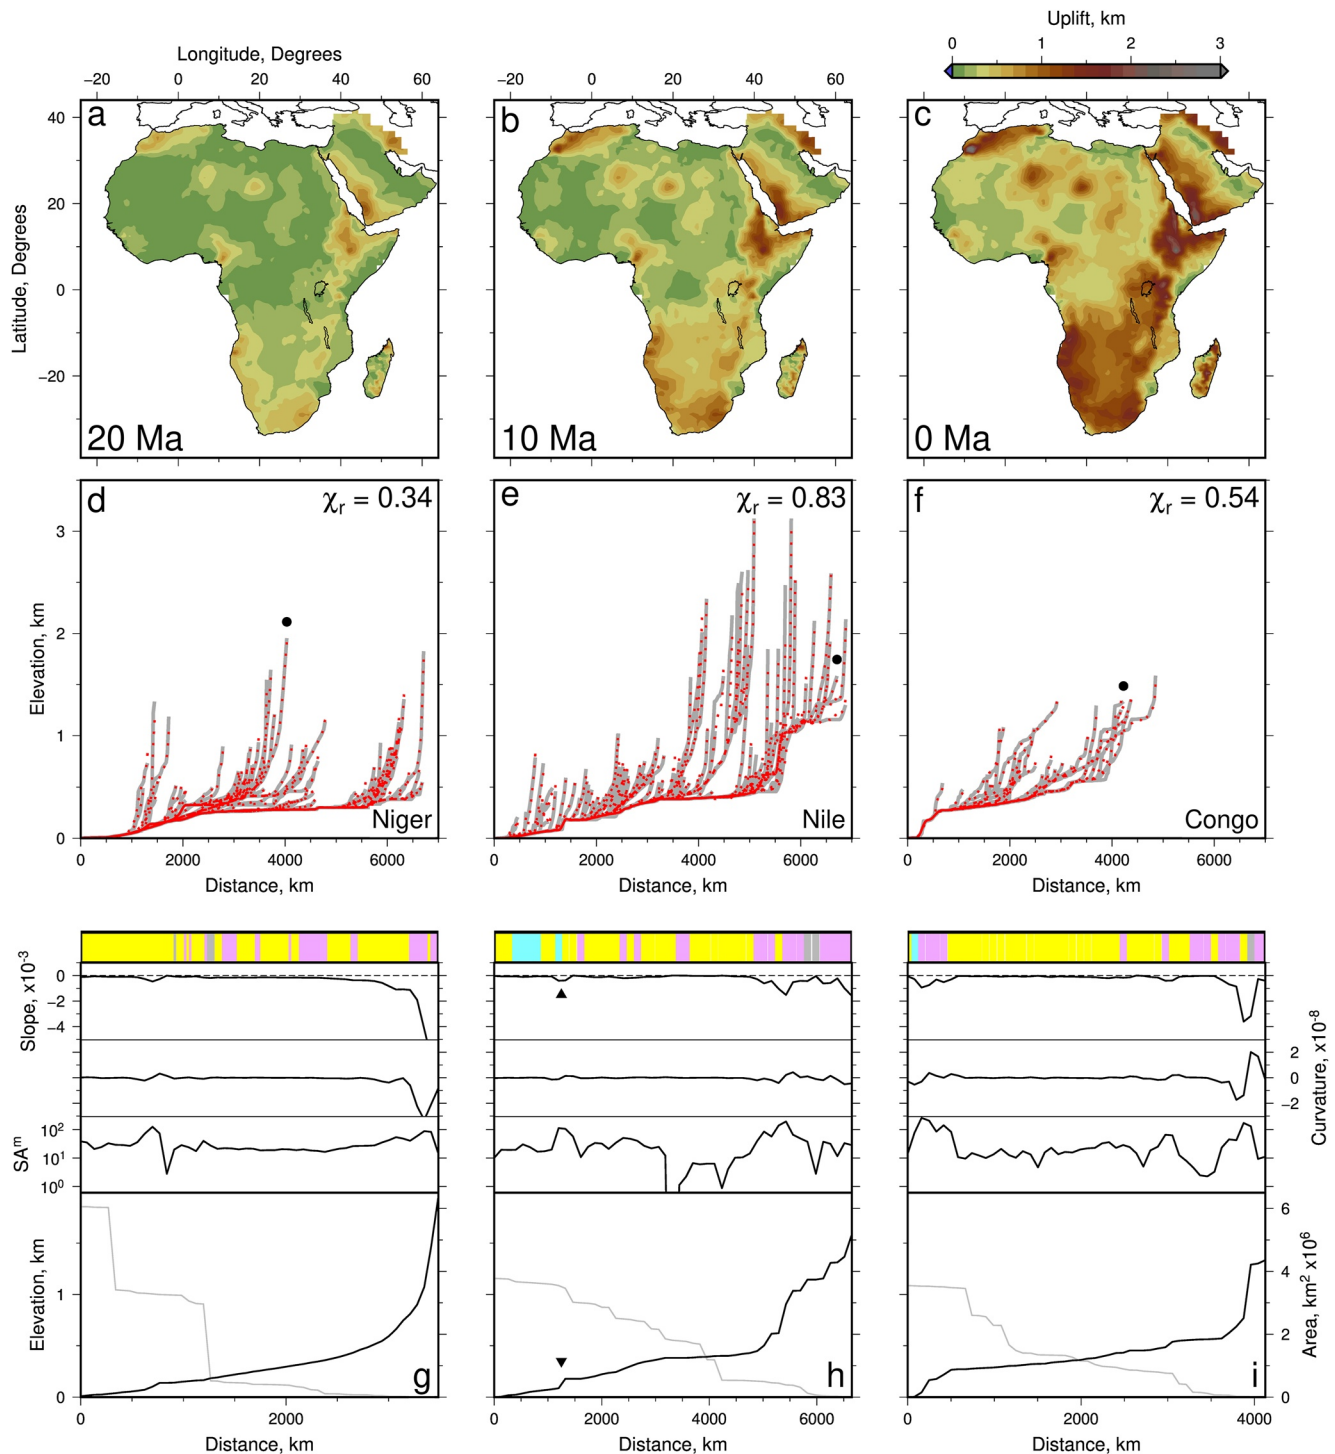 Uplift, km
0 1 2 3
Longitude, Degrees
−20 0 20 40 60
−20 0 20 40 60
40
20
0
−20
Latitude, Degrees
a
20 Ma
b
10 Ma
c
0 Ma
d
χr = 0.34
e
χr = 0.83
f
χr = 0.54
3
2
1
0
Elevation, km
Niger
Nile
Congo
0 2000 4000 6000
0 2000 4000 6000
0 2000 4000 6000
Distance, km
Distance, km
Distance, km
Slope, x10-3
0
−2
−4
Curvature, x10-8
2
0
−2
SAm
10²
10¹
10⁰
Elevation, km
1
0
Area, km² x10⁶
6
4
2
0
g
h
i
0 2000
0 2000 4000 6000
0 2000 4000
Distance, km
Distance, km
Distance, km